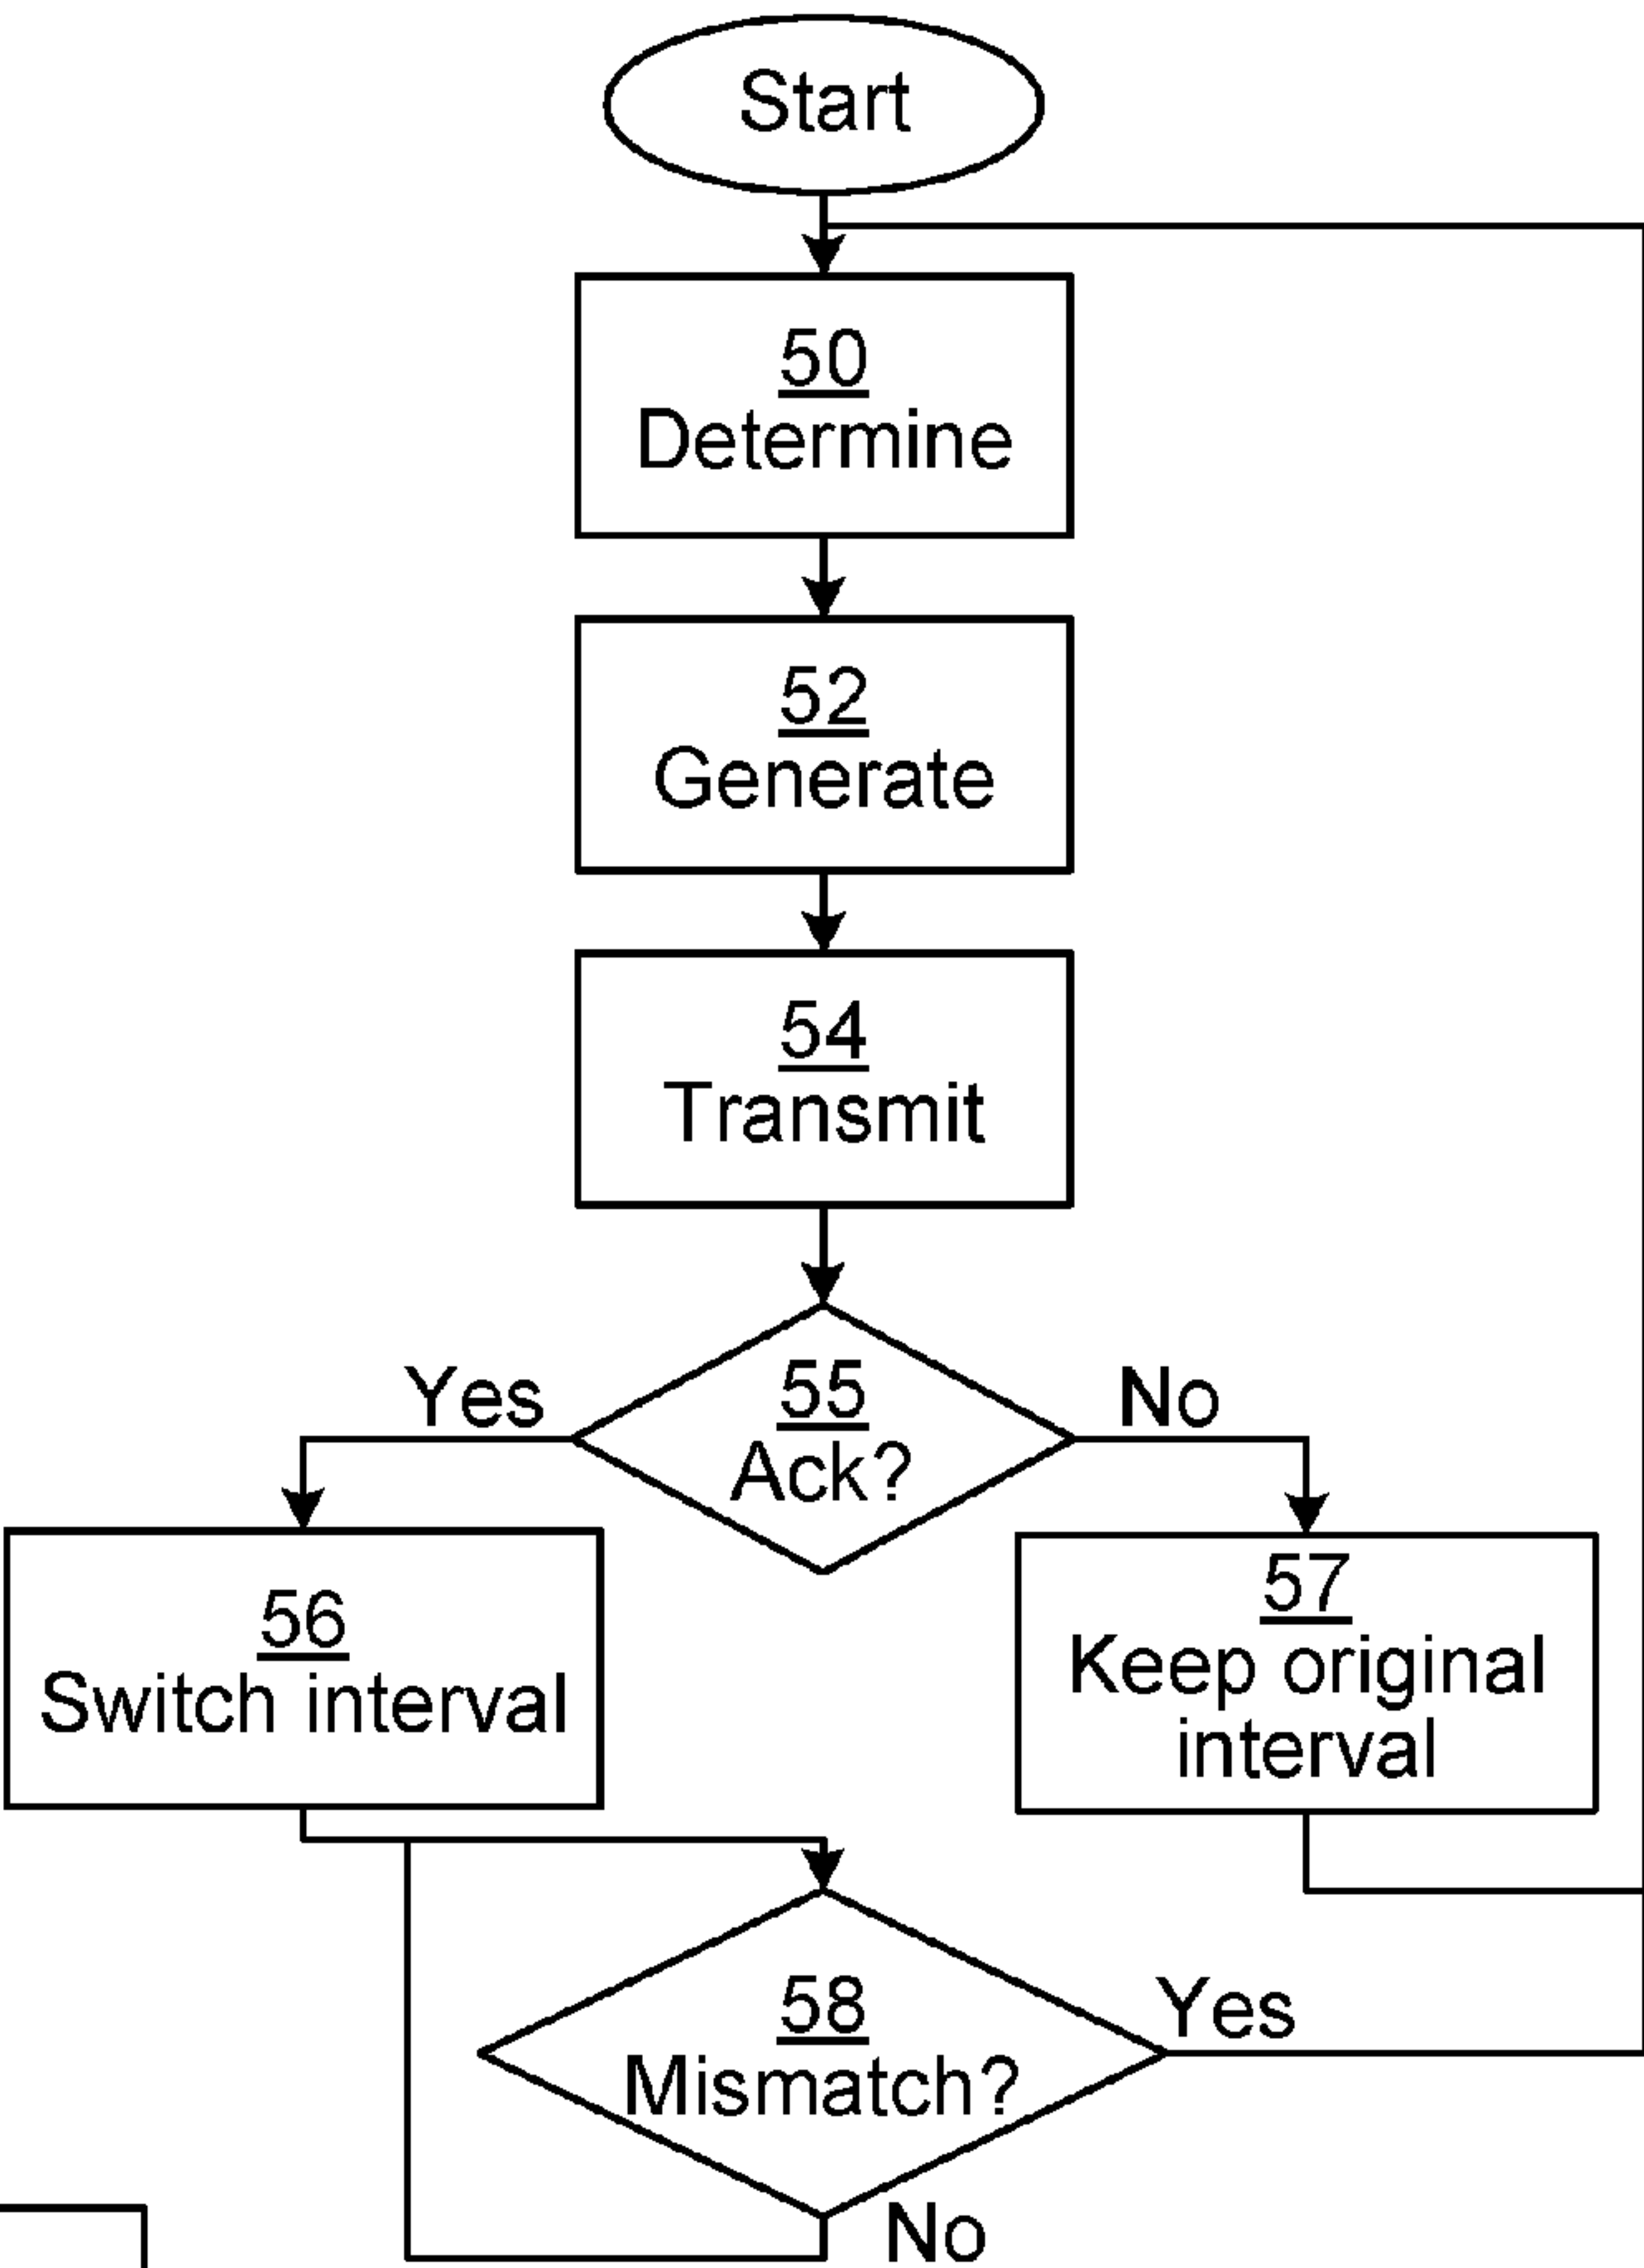 Start
50
Determine
52
Generate
54
Transmit
Yes
55
Ack?
No
56
Switch interval
57
Keep original
interval
58
Mismatch?
Yes
No